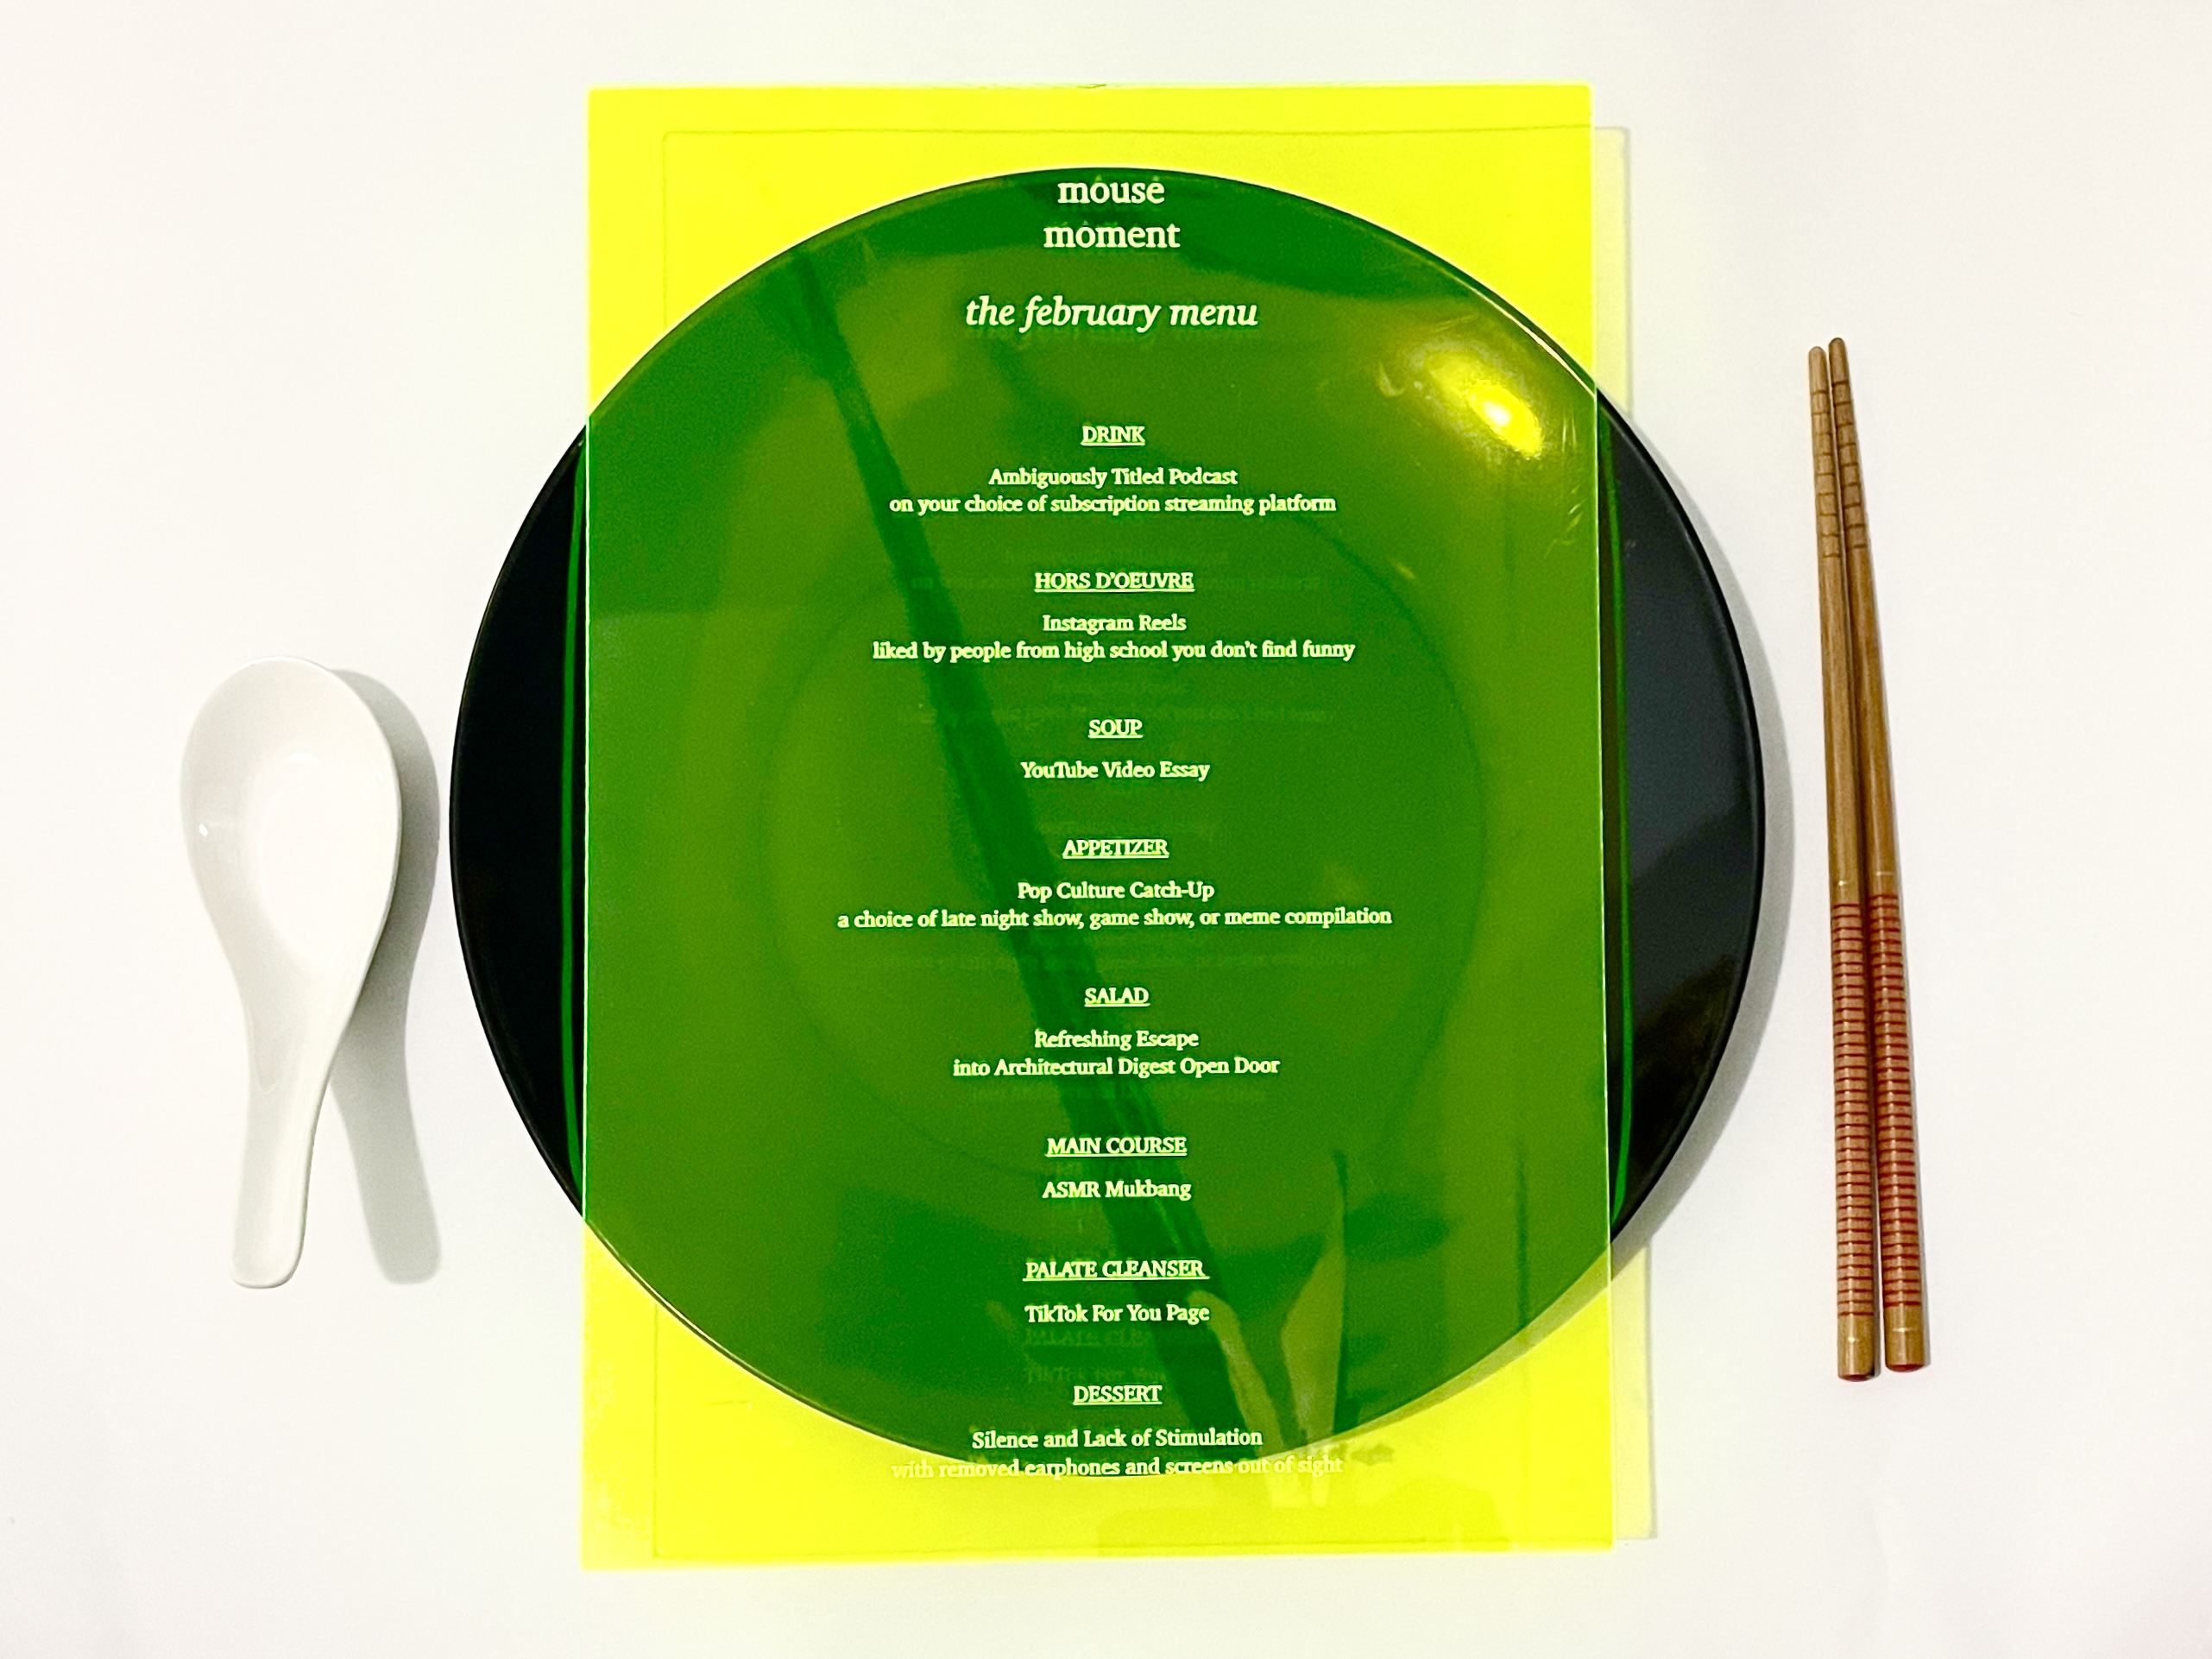 mouse
moment
the february menu
DRINK
Ambiguously Titled Podcast
on your choice of subscription streaming platform
HORS D'OEUVRE
Instagram Reels
liked by people from high school you don't find funny
SOUP
YouTube Video Essay
APPETIZER
Pop Culture Catch-Up
a choice of late night show, game show, or meme compilation
SALAD
Refreshing Escape
into Architectural Digest Open Door
MAIN COURSE
ASMR Mukbang
PALATE CLEANSER
TikTok For You Page
DESSERT
Silence and Lack of Stimulation
with removed earphones and screens out of sight